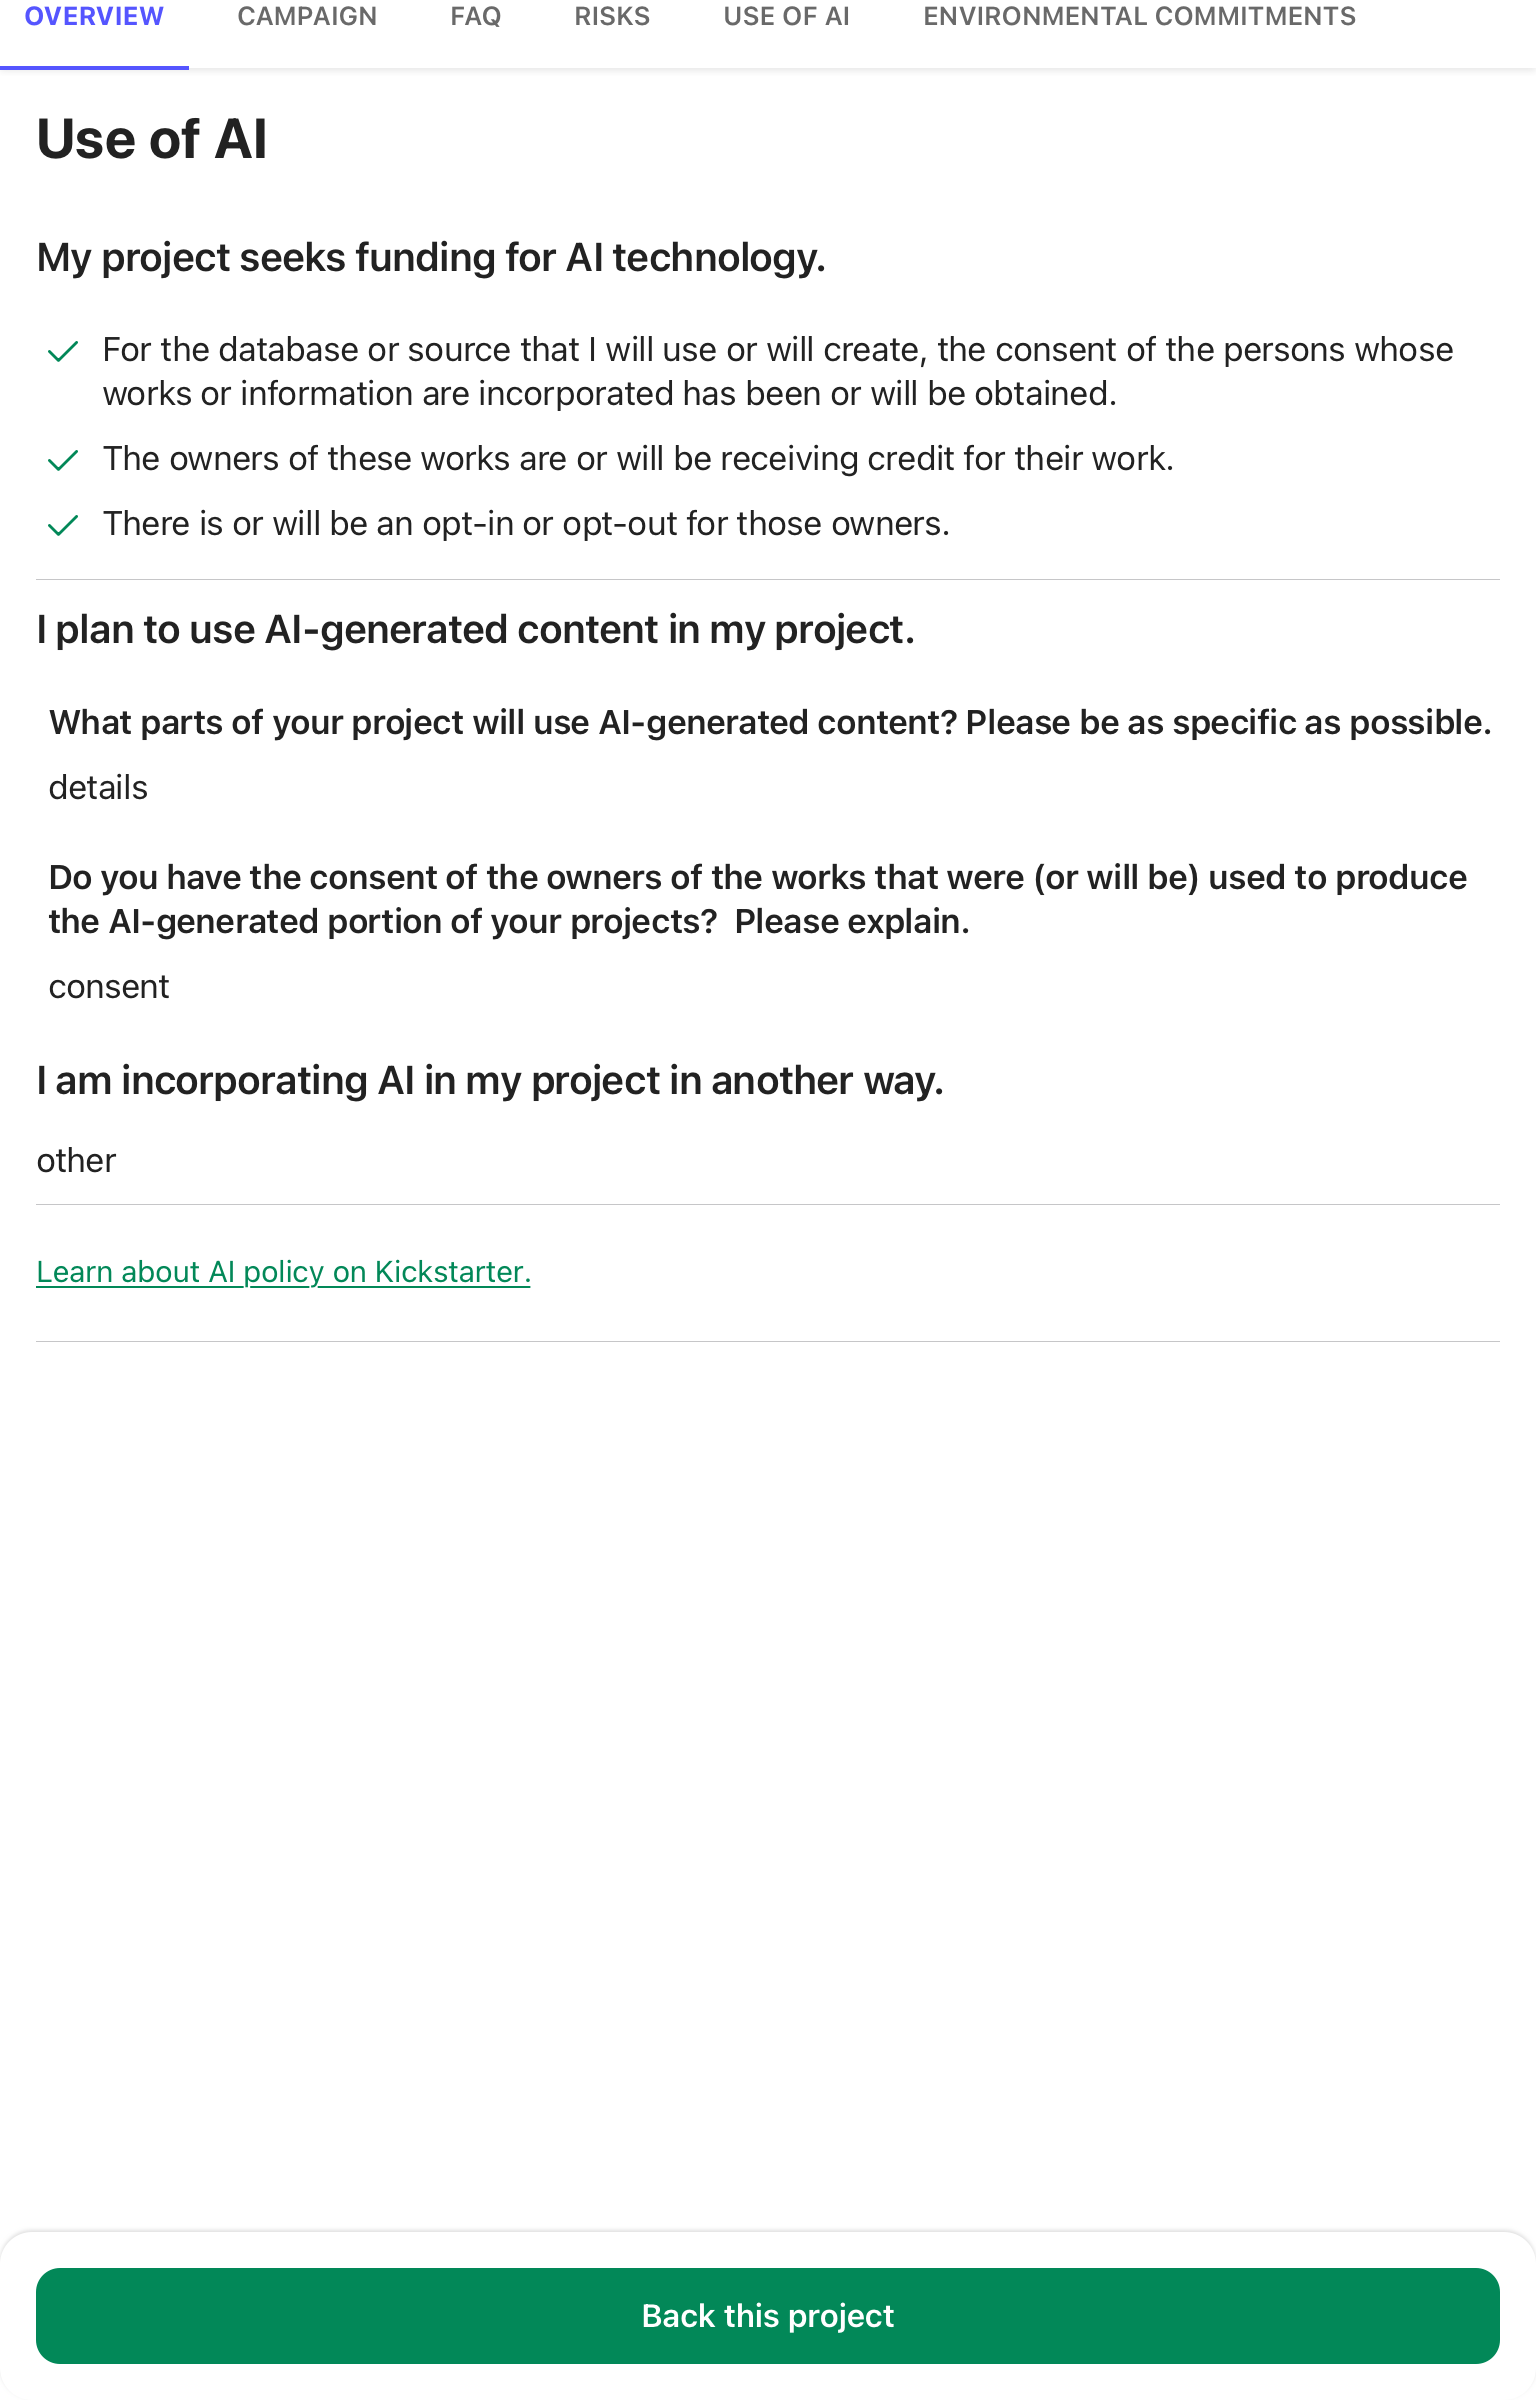 OVERVIEW CAMPAIGN FAQ RISKS USE OF AI ENVIRONMENTAL COMMITMENTS
Use of AI
My project seeks funding for AI technology.
For the database or source that I will use or will create, the consent of the persons whose
works or information are incorporated has been or will be obtained.
The owners of these works are or will be receiving credit for their work.
There is or will be an opt-in or opt-out for those owners.
I plan to use AI-generated content in my project.
What parts of your project will use AI-generated content? Please be as specific as possible.
details
Do you have the consent of the owners of the works that were (or will be) used to produce
the AI-generated portion of your projects?  Please explain.
consent
I am incorporating AI in my project in another way.
other
Learn about AI policy on Kickstarter.
Back this project